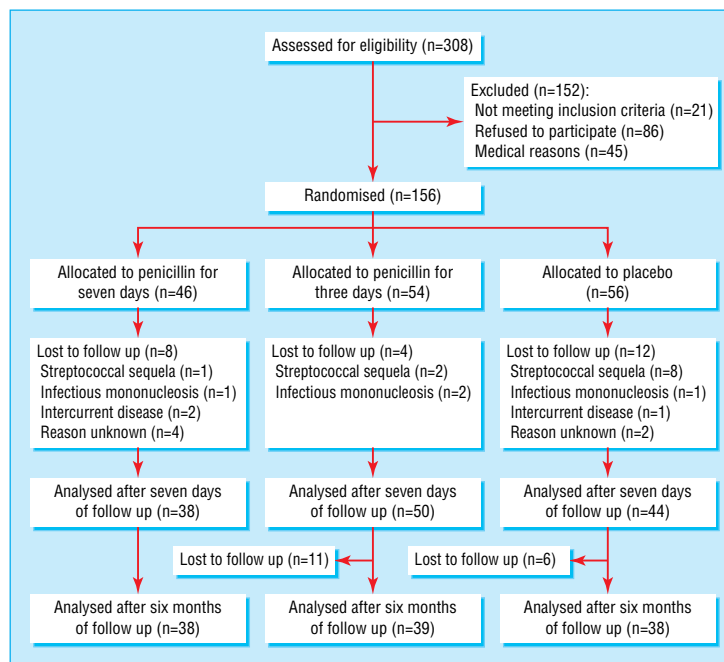 Assessed for eligibility (n=308)
Excluded (n=152):
Not meeting inclusion criteria (n=21)
Refused to participate (n=86)
Medical reasons (n=45)
Randomised (n=156)
Allocated to penicillin for
seven days (n=46)
Allocated to penicillin for
three days (n=54)
Allocated to placebo
(n=56)
Lost to follow up (n=8)
Streptococcal sequela (n=1)
Infectious mononucleosis (n=1)
Intercurrent disease (n=2)
Reason unknown (n=4)
Lost to follow up (n=4)
Streptococcal sequela (n=2)
Infectious mononucleosis (n=2)
Lost to follow up (n=12)
Streptococcal sequela (n=8)
Infectious mononucleosis (n=1)
Intercurrent disease (n=1)
Reason unknown (n=2)
Analysed after seven days
of follow up (n=38)
Analysed after seven days
of follow up (n=50)
Analysed after seven days
of follow up (n=44)
Lost to follow up (n=11)
Lost to follow up (n=6)
Analysed after six months
of follow up (n=38)
Analysed after six months
of follow up (n=39)
Analysed after six months
of follow up (n=38)